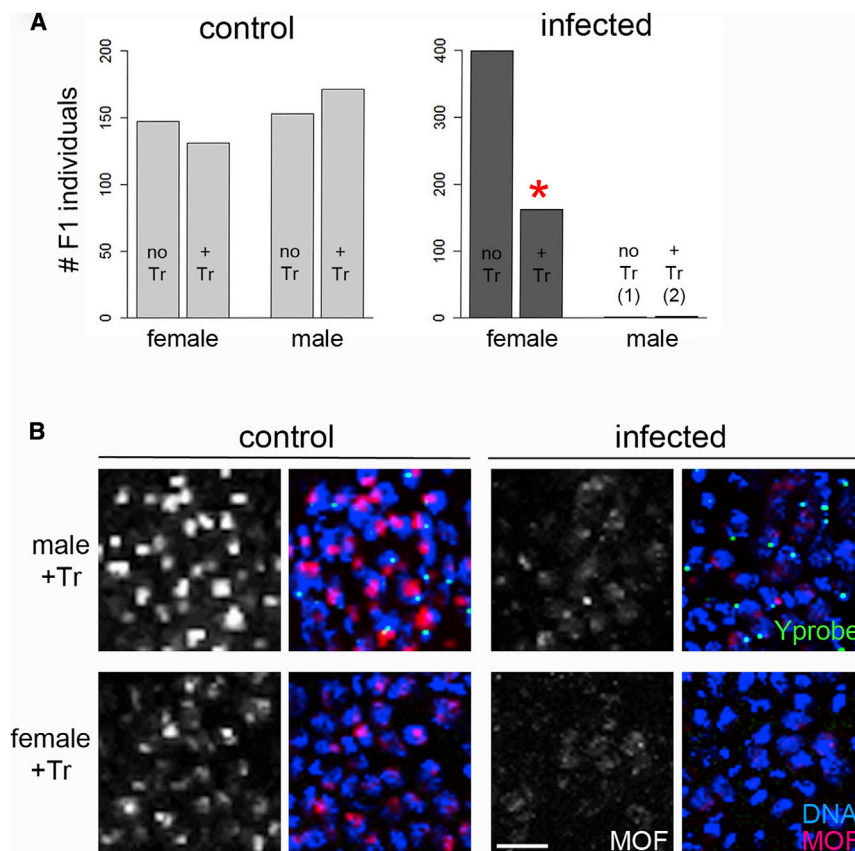 A
control
infected
# F1 individuals
200
150
100
50
0
no Tr
+ Tr
no Tr
+ Tr
female
male
400
300
200
100
0
no Tr
*
+ Tr
no Tr (1)
+ Tr (2)
female
male
B
control
infected
male +Tr
Yprobe
female +Tr
MOF
DNA
MOF